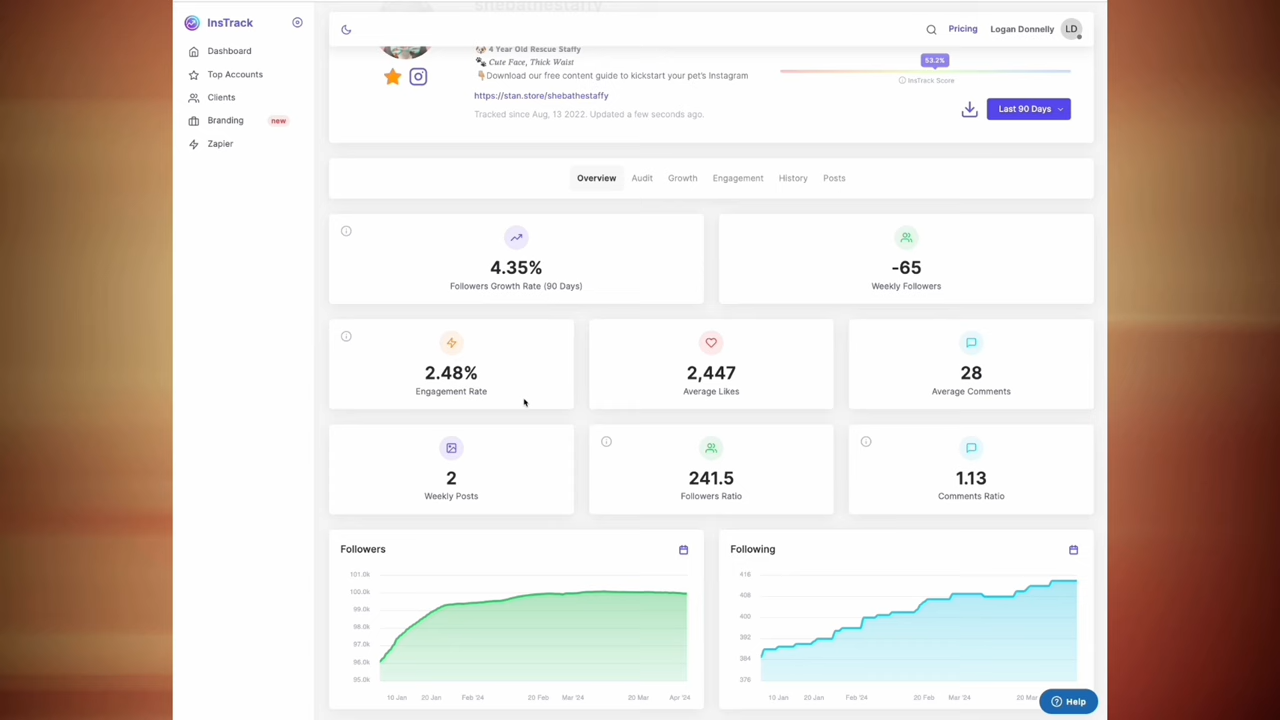 InsTrack
Dashboard
Top Accounts
Clients
Branding new
Zapier
shebathestaffy
Pricing
Logan Donnelly LD
🐶 4 Year Old Rescue Staffy
🐾 Cute Face, Thick Waist
👇🏼Download our free content guide to kickstart your pet's Instagram
https://stan.store/shebathestaffy
Tracked since Aug, 13 2022. Updated a few seconds ago.
53.2%
InsTrack Score
Last 90 Days
Overview Audit Growth Engagement History Posts
4.35%
Followers Growth Rate (90 Days)
-65
Weekly Followers
2.48%
Engagement Rate
2,447
Average Likes
28
Average Comments
2
Weekly Posts
241.5
Followers Ratio
1.13
Comments Ratio
Followers
101.0k
100.0k
99.0k
98.0k
97.0k
96.0k
95.0k
10 Jan 20 Jan Feb '24 20 Feb Mar '24 20 Mar Apr '24
Following
416
408
400
392
384
376
10 Jan 20 Jan Feb '24 20 Feb Mar '24 20 Mar
Help